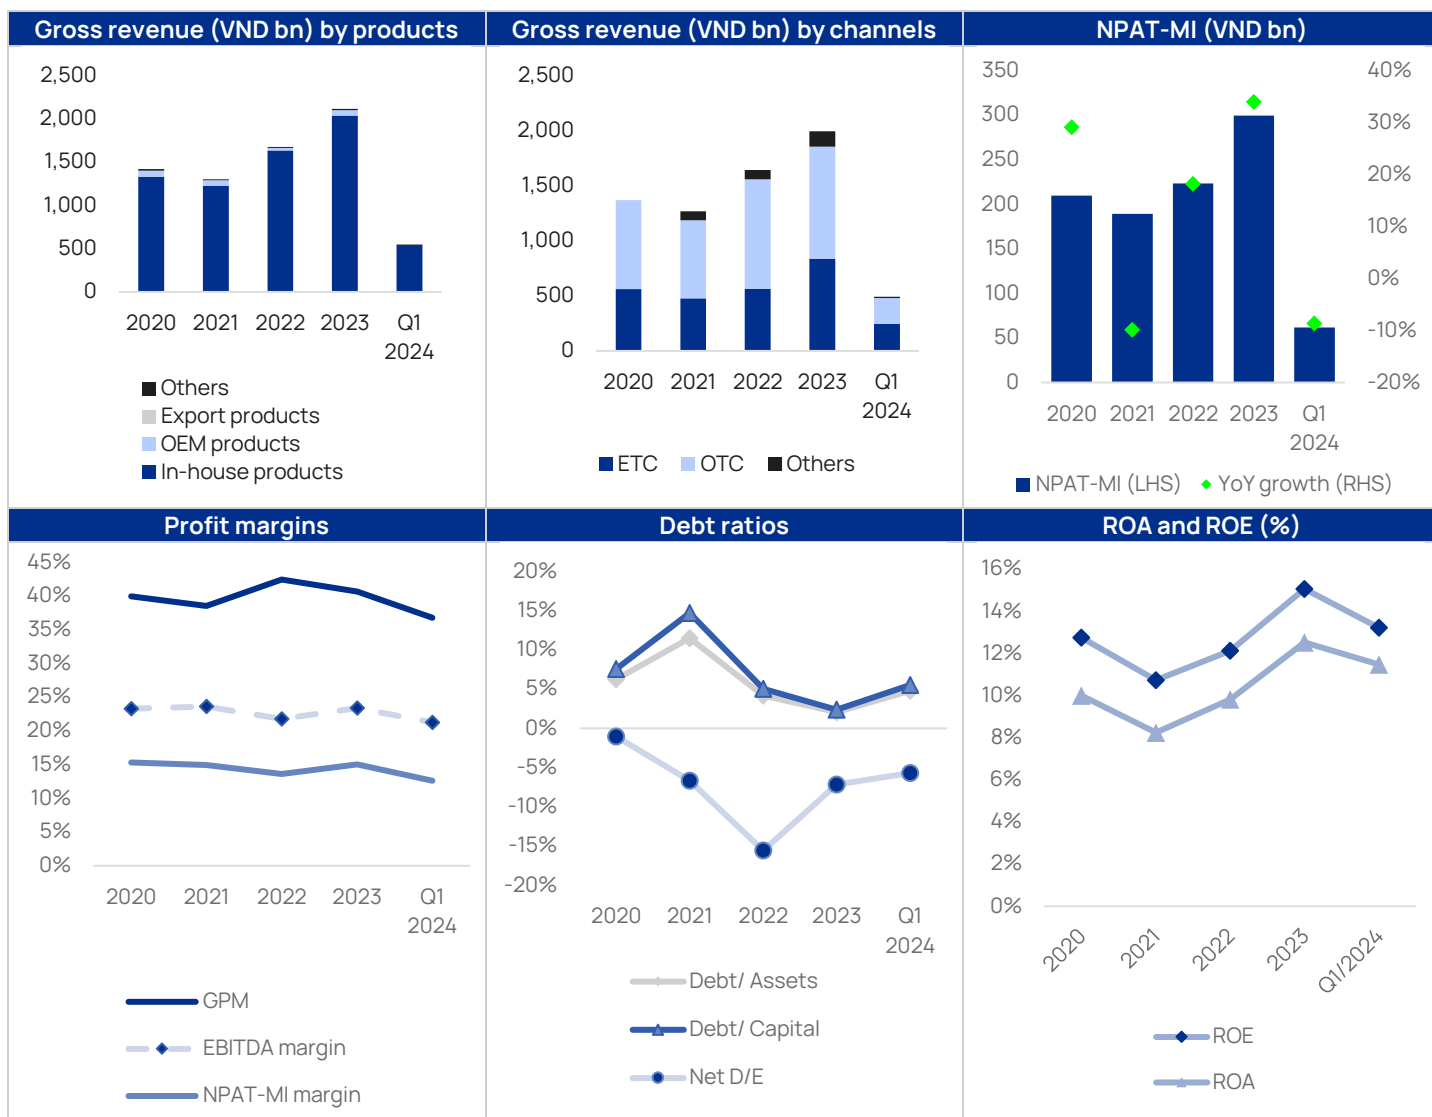 Gross revenue (VND bn) by products
2,500
2,000
1,500
1,000
500
0
2020 2021 2022 2023 Q1
2024
Others
Export products
OEM products
In-house products
Gross revenue (VND bn) by channels
2,500
2,000
1,500
1,000
500
0
2020 2021 2022 2023 Q1
2024
ETC OTC Others
NPAT-MI (VND bn)
350
300
250
200
150
100
50
0
40%
30%
20%
10%
0%
-10%
-20%
2020 2021 2022 2023 Q1
2024
NPAT-MI (LHS) YoY growth (RHS)
Profit margins
45%
40%
35%
30%
25%
20%
15%
10%
5%
0%
2020 2021 2022 2023 Q1
2024
GPM
EBITDA margin
NPAT-MI margin
Debt ratios
20%
15%
10%
5%
0%
-5%
-10%
-15%
-20%
2020 2021 2022 2023 Q1
2024
Debt/ Assets
Debt/ Capital
Net D/E
ROA and ROE (%)
16%
14%
12%
10%
8%
6%
4%
2%
0%
2020 2021 2022 2023 Q1/2024
ROE
ROA